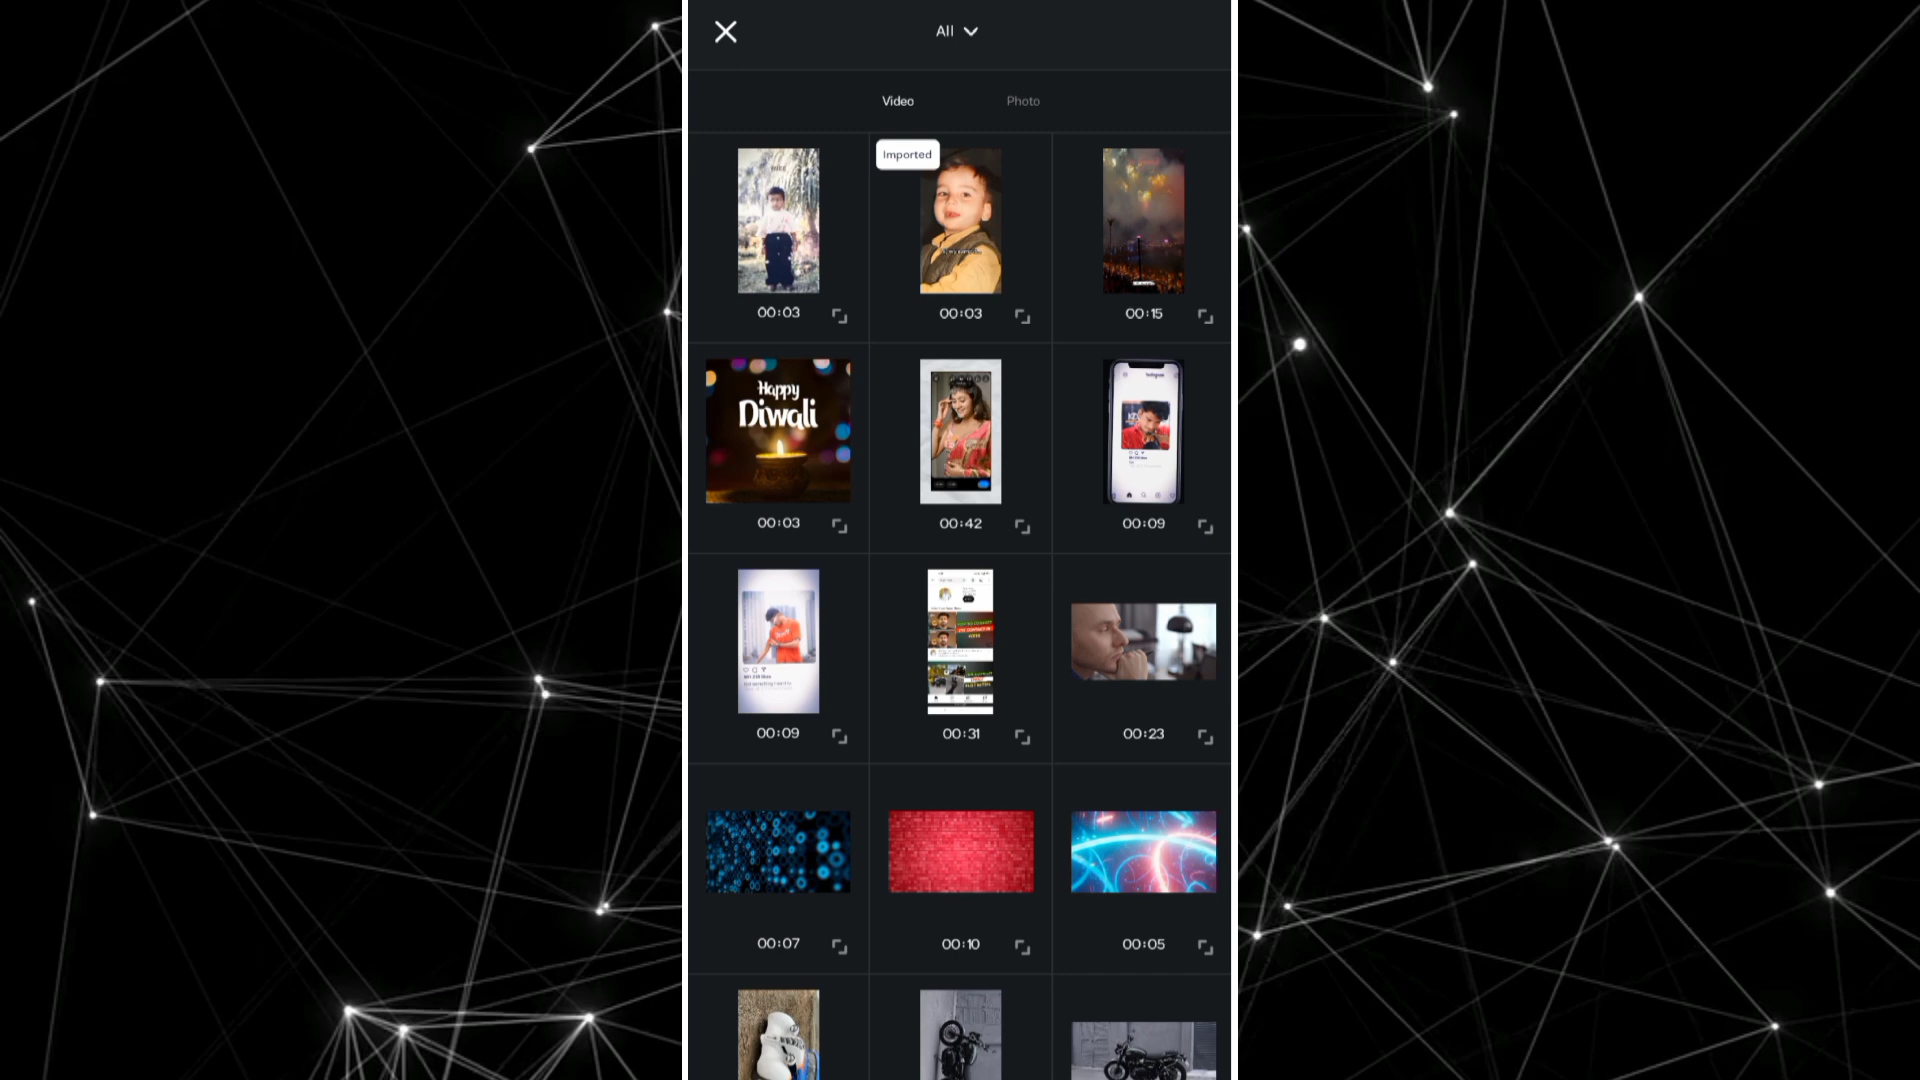 All
Video
Photo
Imported
00:03
00:03
00:15
Happy
Diwali
Instagram
00:03
00:42
00:09
00:09
00:31
00:23
00:07
00:10
00:05